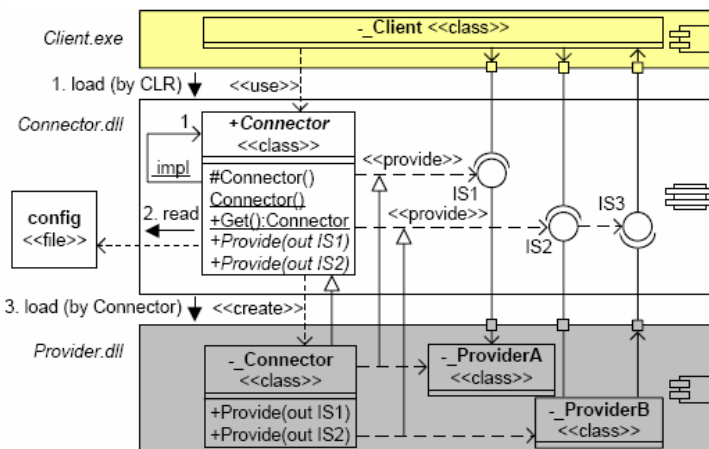 Client.exe
-_Client <<class>>
1. load (by CLR)
<<use>>
Connector.dll
1
+Connector
<<class>>
impl
#Connector()
Connector()
+Get():Connector
+Provide(out IS1)
+Provide(out IS2)
<<provide>>
IS1
<<provide>>
IS2
IS3
config
<<file>>
2. read
3. load (by Connector)
<<create>>
Provider.dll
-_Connector
<<class>>
+Provide(out IS1)
+Provide(out IS2)
-_ProviderA
<<class>>
-_ProviderB
<<class>>